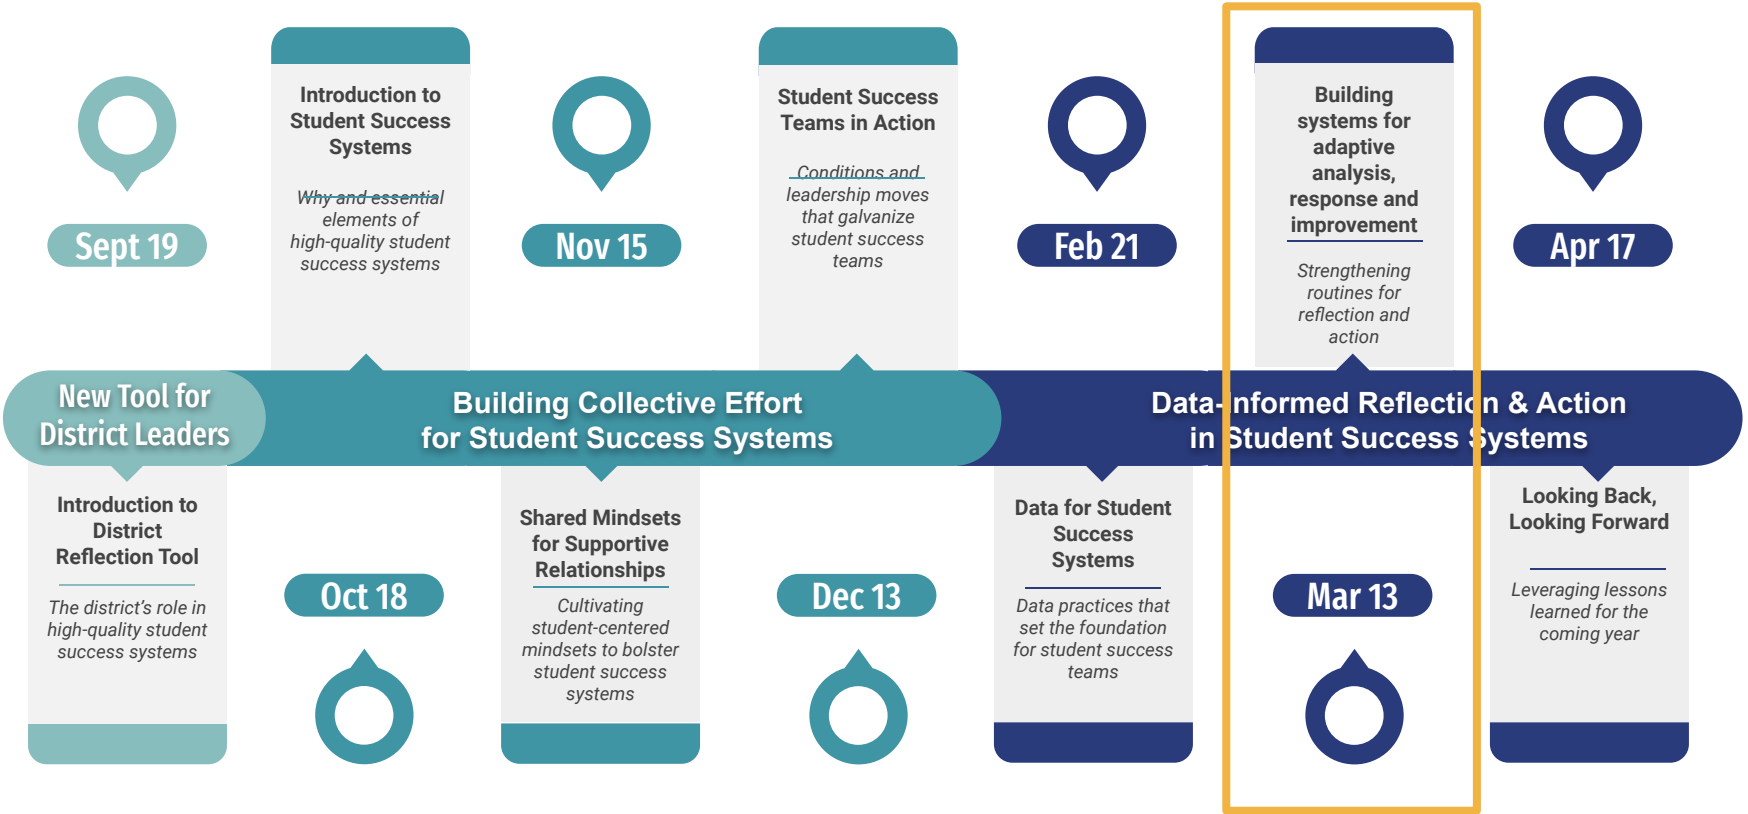 Sept 19
Introduction to
Student Success
Systems
Why and essential
elements of
high-quality student
success systems
Nov 15
Student Success
Teams in Action
Conditions and
leadership moves
that galvanize
student success
teams
Feb 21
Building
systems for
adaptive
analysis,
response and
improvement
Strengthening
routines for
reflection and
action
Apr 17
New Tool for
District Leaders
Building Collective Effort
for Student Success Systems
Data-Informed Reflection & Action
in Student Success Systems
Introduction to
District
Reflection Tool
The district's role in
high-quality student
success systems
Oct 18
Shared Mindsets
for Supportive
Relationships
Cultivating
student-centered
mindsets to bolster
student success
systems
Dec 13
Data for Student
Success
Systems
Data practices that
set the foundation
for student success
teams
Mar 13
Looking Back,
Looking Forward
Leveraging lessons
learned for the
coming year